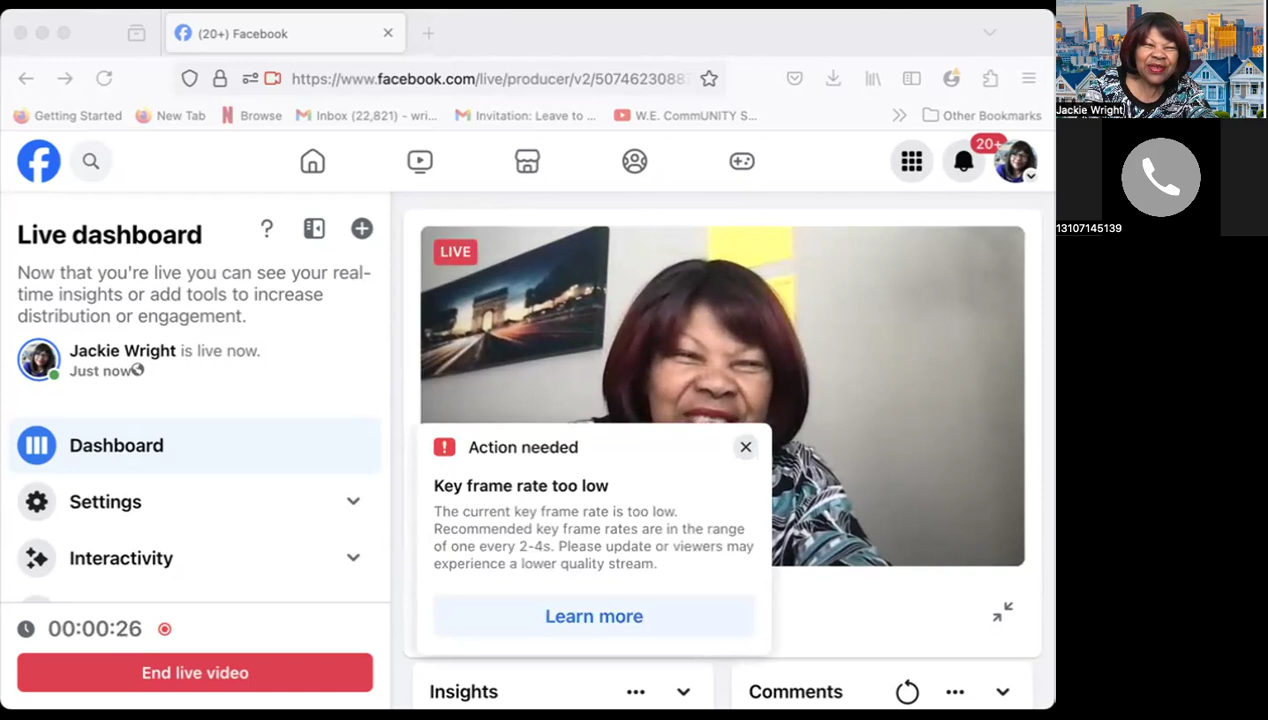 (20+) Facebook
https://www.facebook.com/live/producer/v2/507462308
Getting Started
New Tab
Browse
Inbox (22,821) - wri...
Invitation: Leave to ...
W.E. CommUNITY S...
Other Bookmarks
20+
Live dashboard
Now that you're live you can see your real-
time insights or add tools to increase
distribution or engagement.
Jackie Wright is live now.
Just now
Dashboard
Settings
Interactivity
00:00:26
End live video
LIVE
Action needed
Key frame rate too low
The current key frame rate is too low.
Recommended key frame rates are in the range
of one every 2-4s. Please update or viewers may
experience a lower quality stream.
Learn more
Insights
Comments
Jackie Wright
13107145139